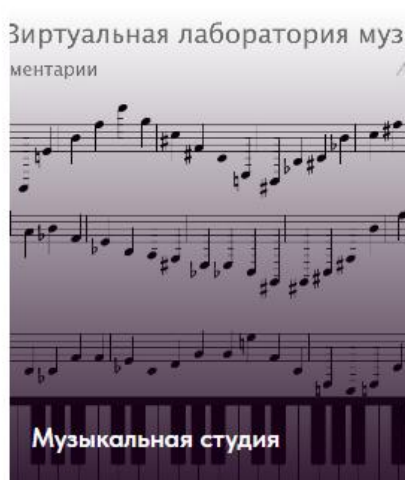 Виртуальная лаборатория муз
ментарии
Музыкальная студия